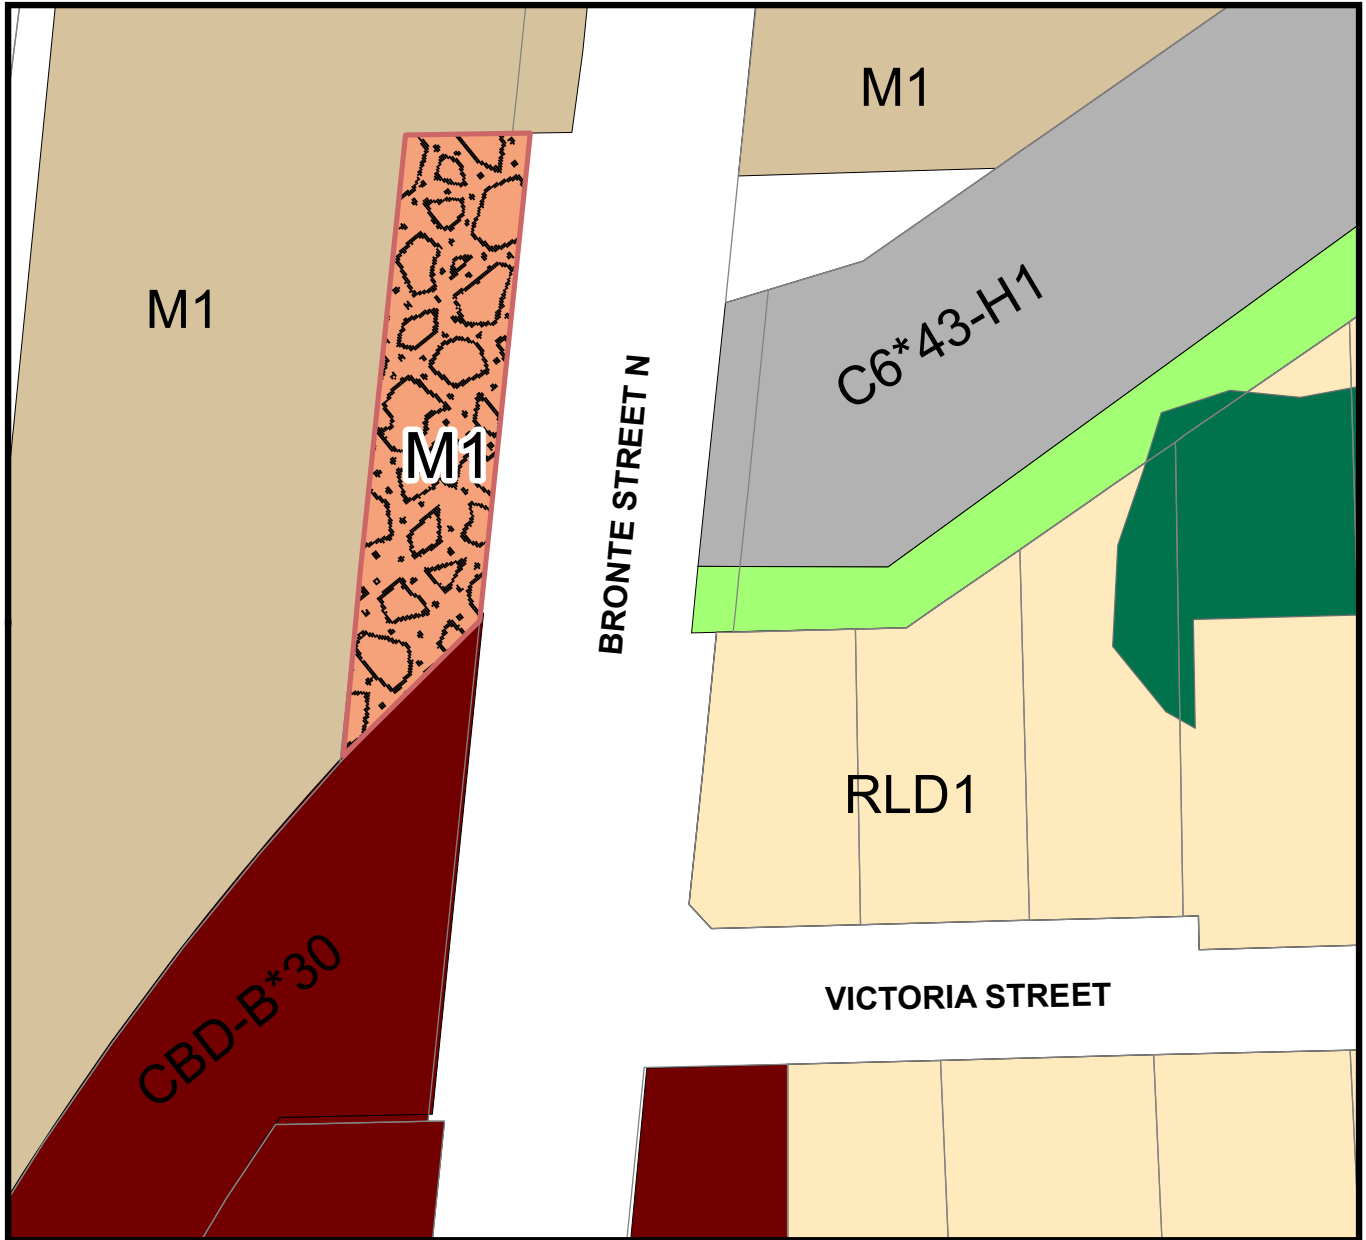 M1
M1
C6*43-H1
BRONTE STREET N
M1
RLD1
CBD-B*30
VICTORIA STREET